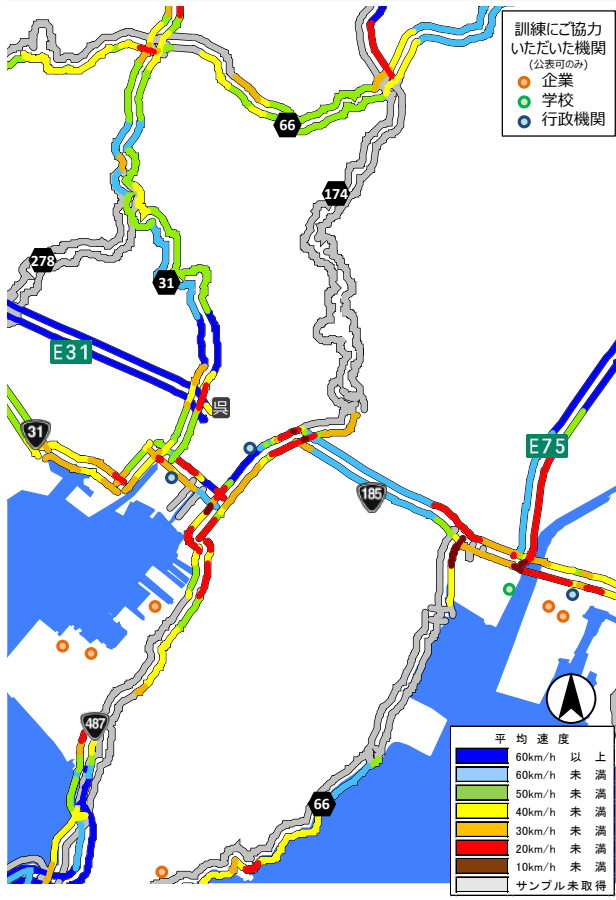 訓練にご協力
いただいた機関
(公表可のみ)
企業
学校
行政機関
66
174
278
31
E31
呉
31
E75
185
487
66
平均速度
60km/h 以上
60km/h 未満
50km/h 未満
40km/h 未満
30km/h 未満
20km/h 未満
10km/h 未満
サンプル未取得